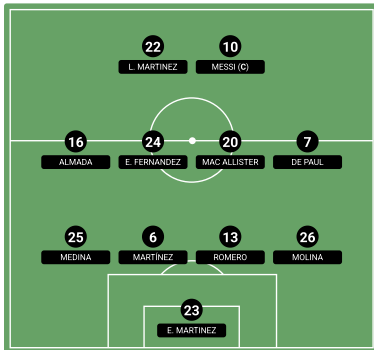 22 10
L. MARTINEZ MESSI (C)
16 24 20 7
ALMADA E. FERNANDEZ MAC ALLISTER DE PAUL
25 6 13 26
MEDINA MARTÍNEZ ROMERO MOLINA
23
E. MARTINEZ